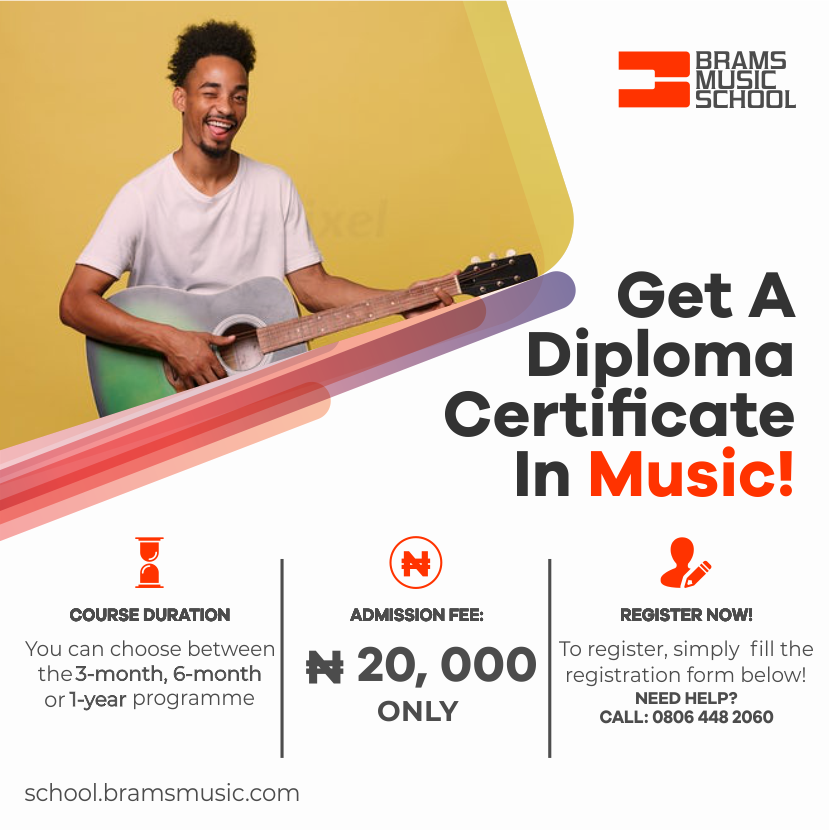 BRAMS
MUSIC
SCHOOL
Get A
Diploma
Certificate
In Music!
COURSE DURATION
You can choose between
the 3-month, 6-month
or 1-year programme
ADMISSION FEE:
₦ 20, 000
ONLY
REGISTER NOW!
To register, simply fill the
registration form below!
NEED HELP?
CALL: 0806 448 2060
school.bramsmusic.com